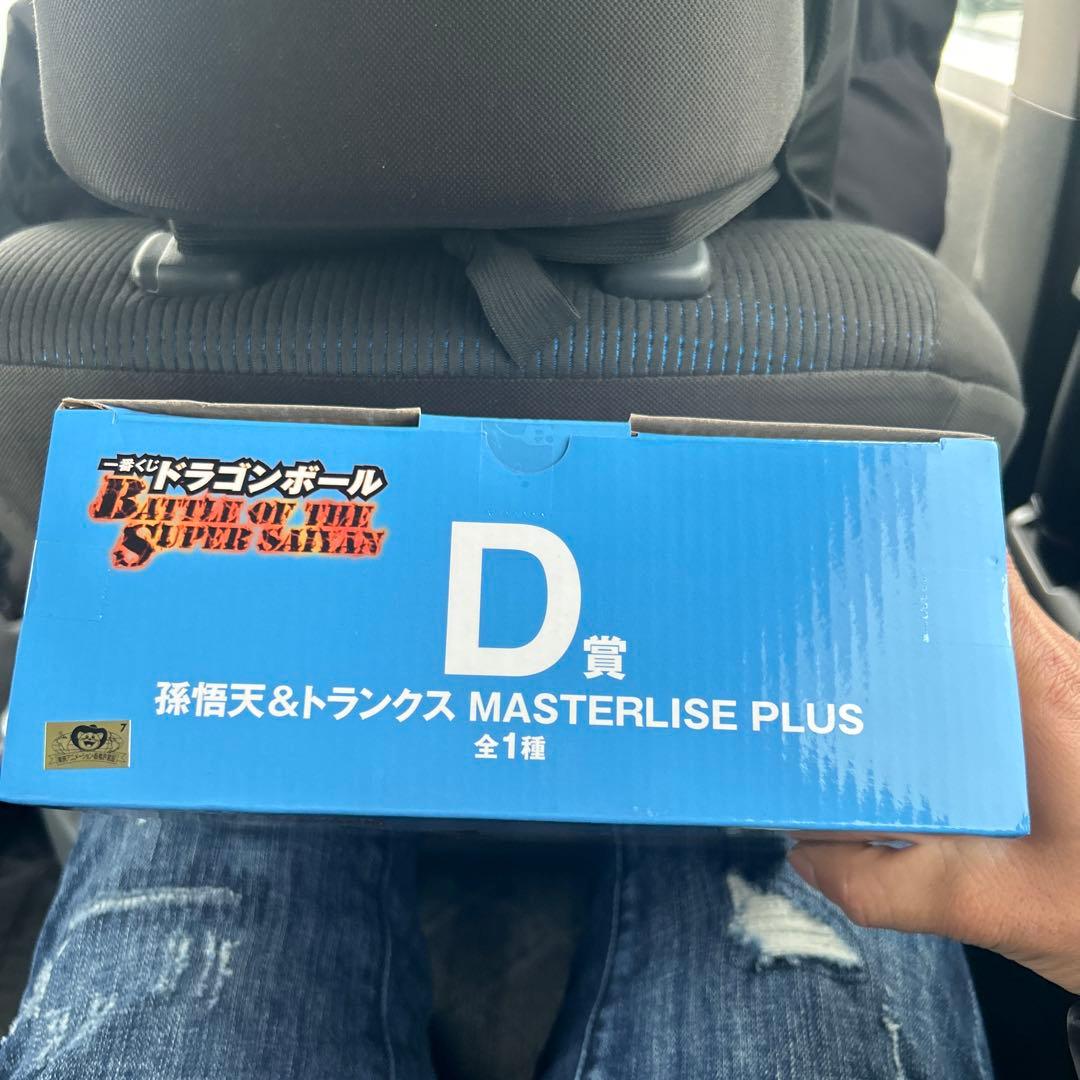 一番くじ ドラゴンボール
BATTLE OF THE
SUPER SAIYAN
D賞
孫悟天&トランクス MASTERLISE PLUS
全1種
7